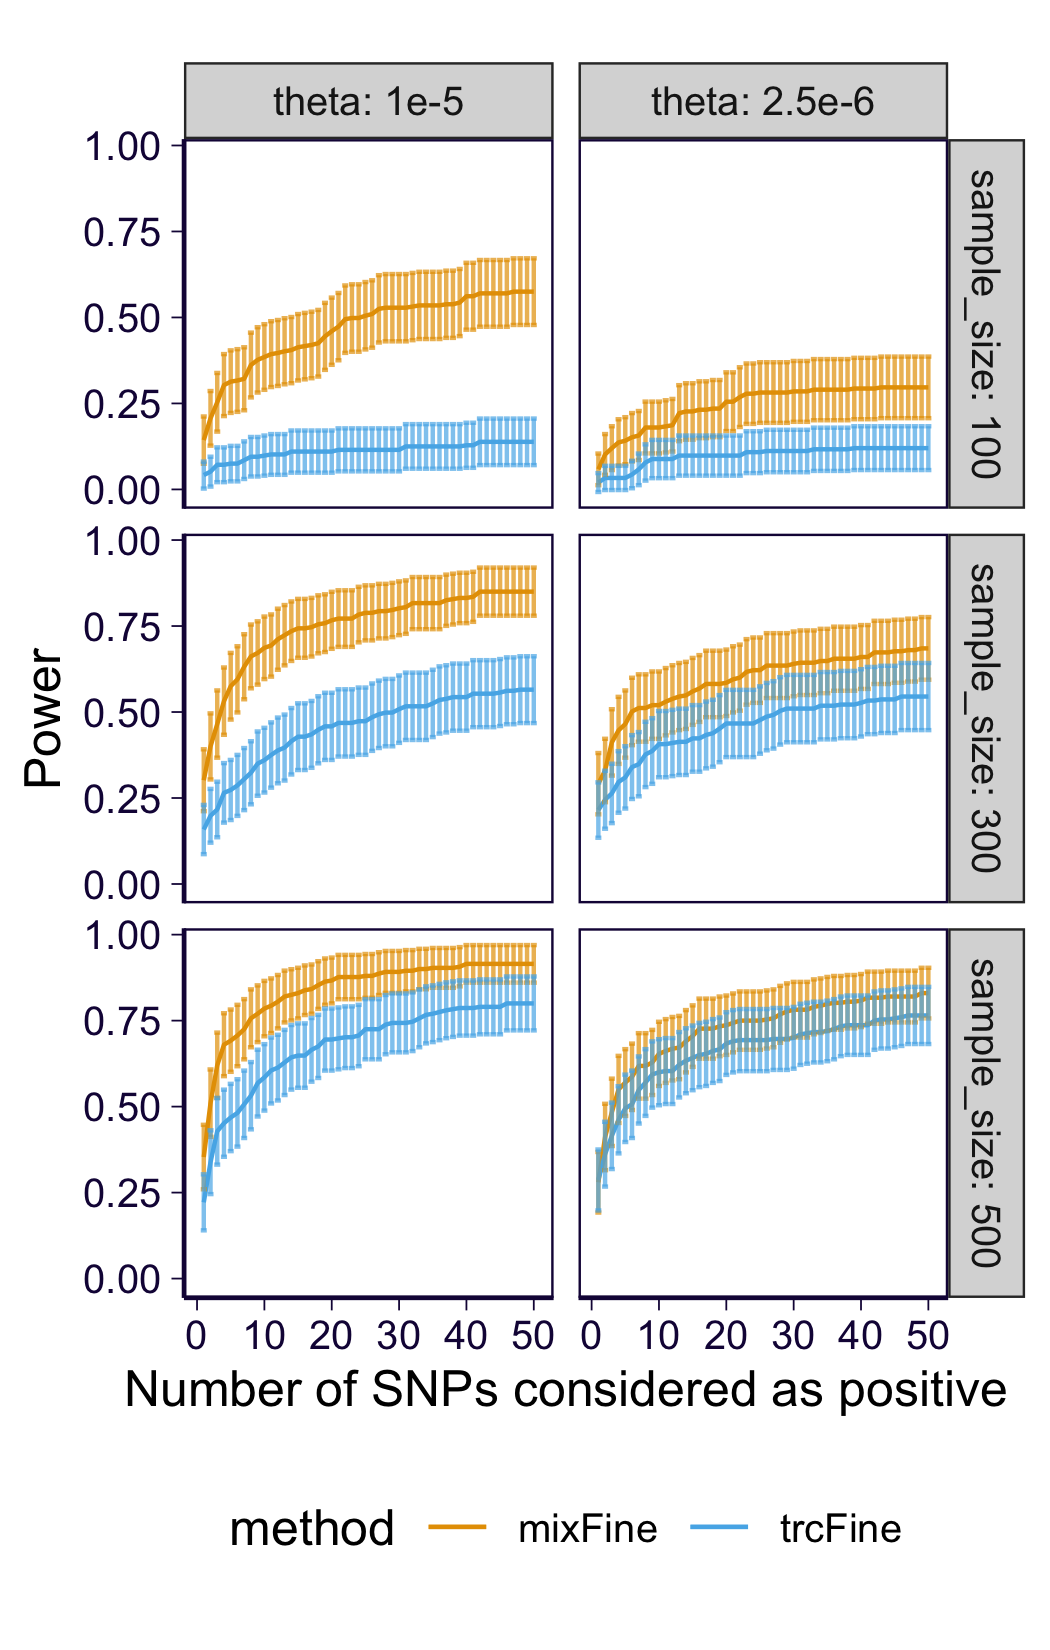 theta: 1e-5
theta: 2.5e-6
1.00
0.75
0.50
0.25
0.00
sample_size: 100
1.00
0.75
0.50
0.25
0.00
sample_size: 300
1.00
0.75
0.50
0.25
0.00
sample_size: 500
Power
0 10 20 30 40 50
0 10 20 30 40 50
Number of SNPs considered as positive
method mixFine trcFine